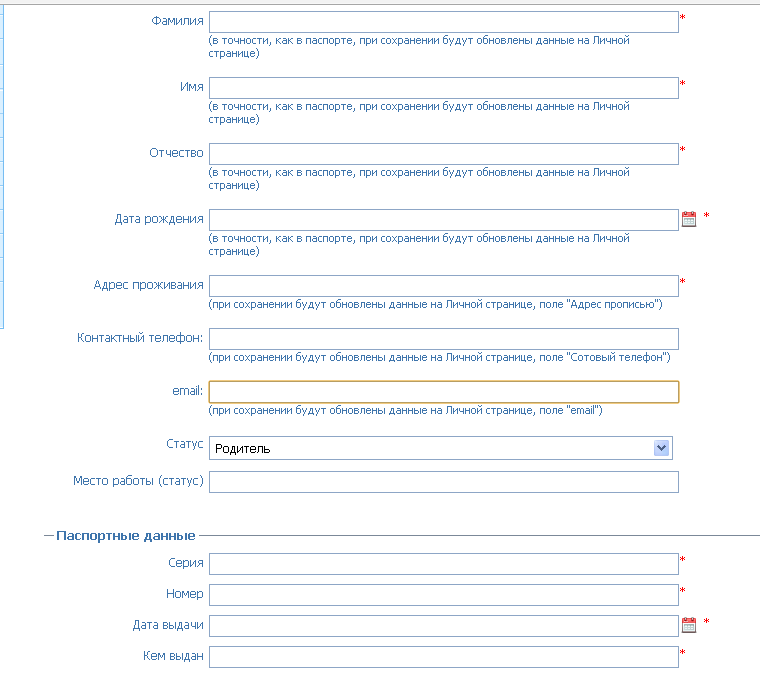 Фамилия *
(в точности, как в паспорте, при сохранении будут обновлены данные на Личной
странице)
Имя *
(в точности, как в паспорте, при сохранении будут обновлены данные на Личной
странице)
Отчество *
(в точности, как в паспорте, при сохранении будут обновлены данные на Личной
странице)
Дата рождения *
(в точности, как в паспорте, при сохранении будут обновлены данные на Личной
странице)
Адрес проживания *
(при сохранении будут обновлены данные на Личной странице, поле "Адрес прописью")
Контактный телефон:
(при сохранении будут обновлены данные на Личной странице, поле "Сотовый телефон")
email:
(при сохранении будут обновлены данные на Личной странице, поле "email")
Статус Родитель
Место работы (статус)
Паспортные данные
Серия *
Номер *
Дата выдачи *
Кем выдан *